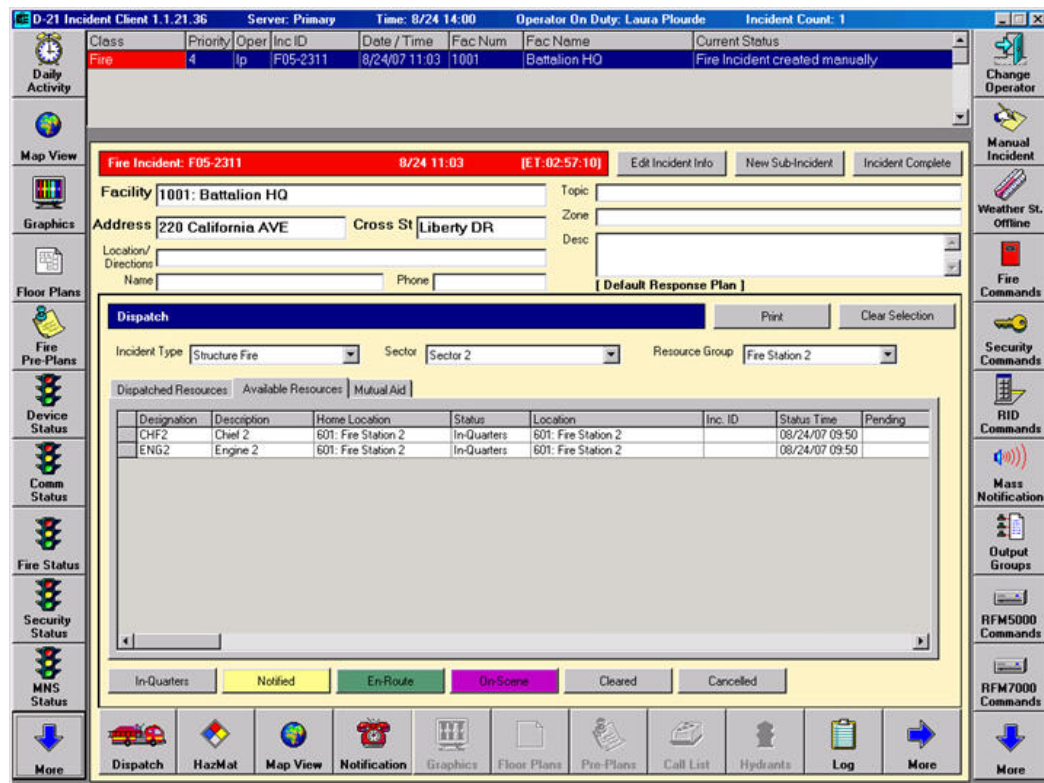 D-21 Incident Client 1.1.21.36 Server: Primary Time: 8/24 14:00 Operator On Duty: Laura Plourde Incident Count: 1
Class Priority Oper Inc ID Date / Time Fac Num Fac Name Current Status
Fire 4 lp F05-2311 8/24/07 11:03 1001 Battalion HQ Fire Incident created manually
Daily Activity
Map View
Graphics
Floor Plans
Fire Pre-Plans
Device Status
Comm Status
Fire Status
Security Status
MNS Status
More
Fire Incident: F05-2311 8/24 11:03 [ET:02:57:10] Edit Incident Info New Sub-Incident Incident Complete
Facility 1001: Battalion HQ Topic
Zone
Address 220 California AVE Cross St Liberty DR
Desc
Location/ Directions
Name Phone
[ Default Response Plan ]
Dispatch Print Clear Selection
Incident Type Structure Fire Sector Sector 2 Resource Group Fire Station 2
Dispatched Resources Available Resources Mutual Aid
Designation Description Home Location Status Location Inc. ID Status Time Pending
CHF2 Chief 2 601: Fire Station 2 In-Quarters 601: Fire Station 2 08/24/07 09:50
ENG2 Engine 2 601: Fire Station 2 In-Quarters 601: Fire Station 2 08/24/07 09:50
In-Quarters Notified En-Route On-Scene Cleared Cancelled
Dispatch HazMat Map View Notification Graphics Floor Plans Pre-Plans Call List Hydrants Log More
Change Operator
Manual Incident
Weather St. Offline
Fire Commands
Security Commands
RID Commands
Mass Notification
Output Groups
RFM5000 Commands
RFM7000 Commands
More